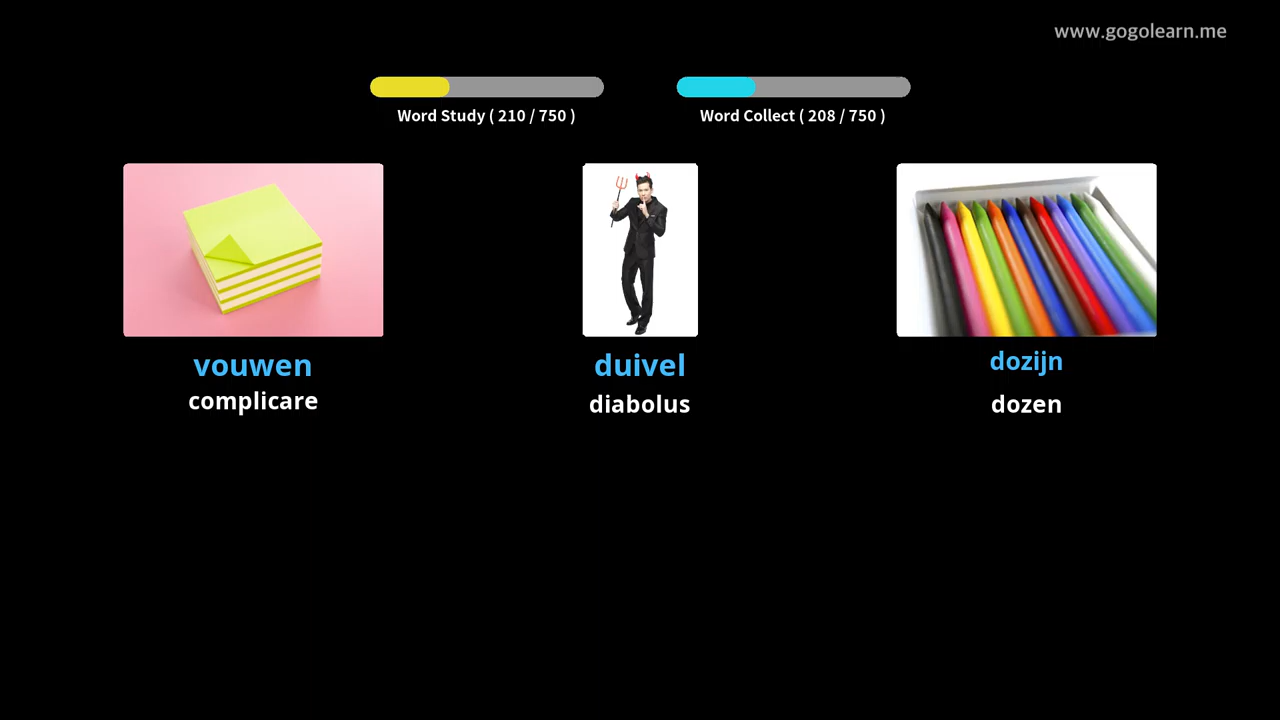 www.gogolearn.me
Word Study ( 210 / 750 )
Word Collect ( 208 / 750 )
vouwen
complicare
duivel
diabolus
dozijn
dozen